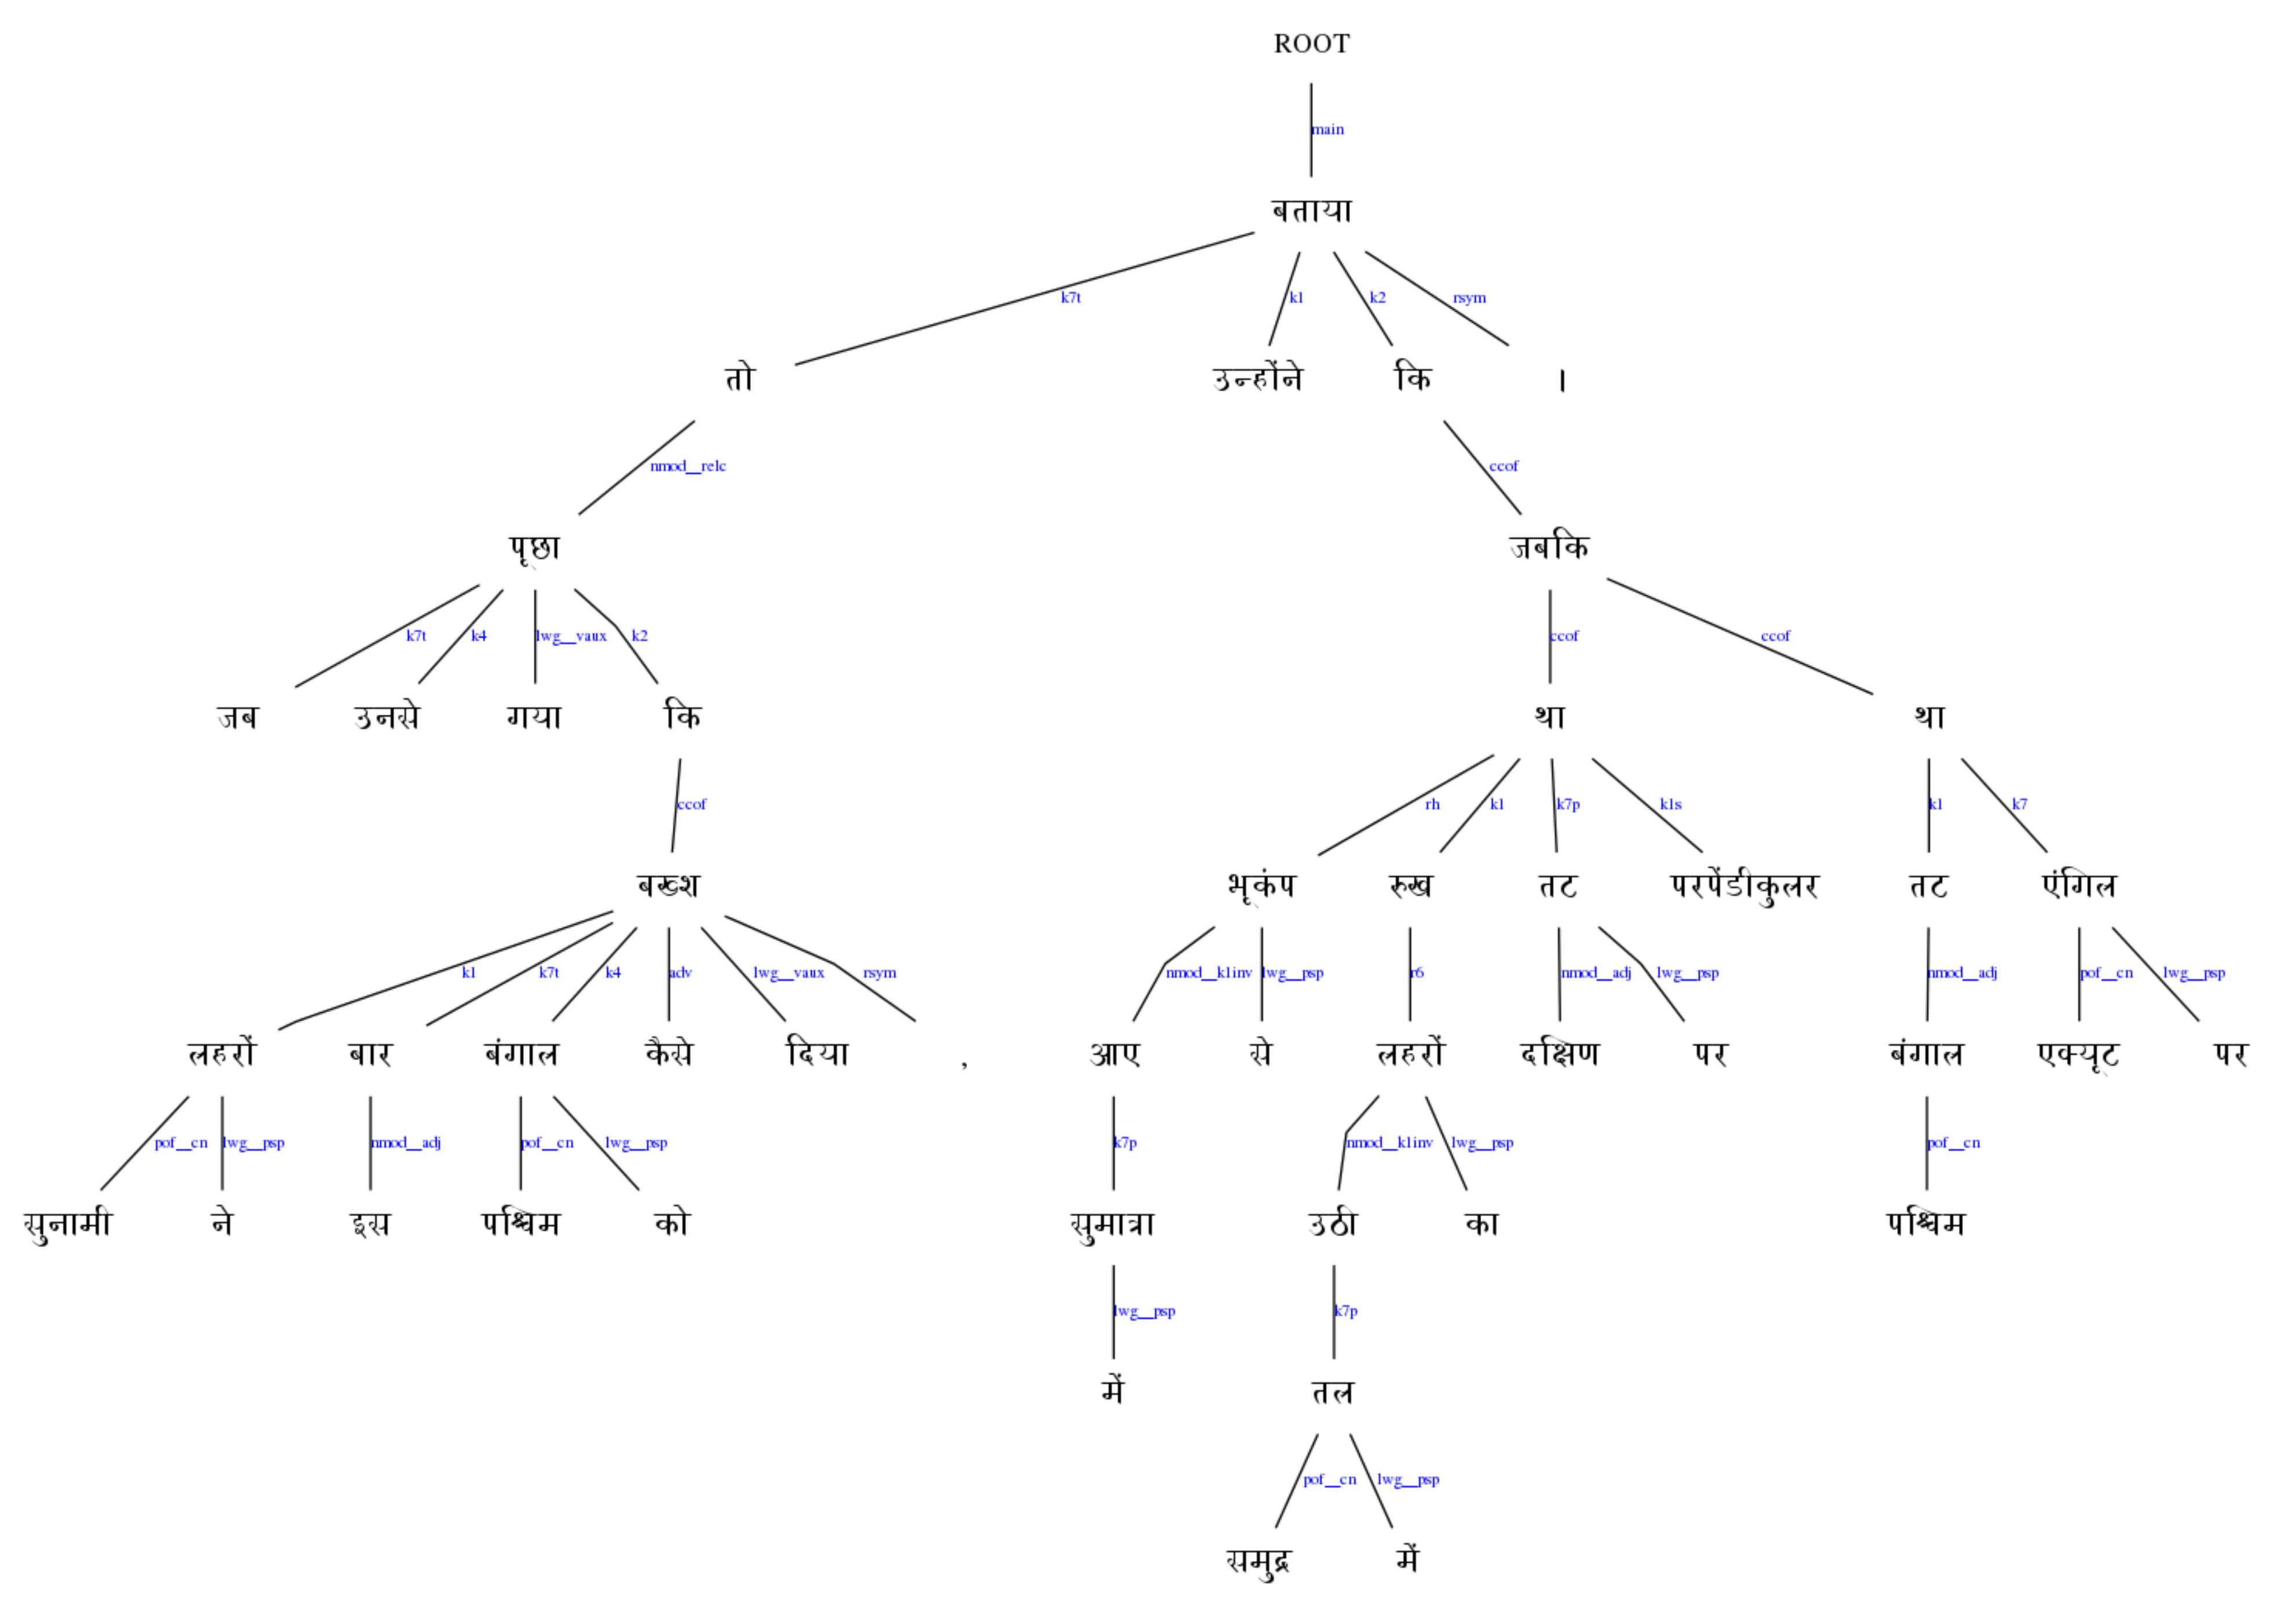 ROOT
main
बताया
k7t k1 k2 rsym
तो उन्होंने कि ।
nmod__relc ccof
पूछा जबकि
k7t k4 lwg__vaux k2 ccof ccof
जब उनसे गया कि था था
ccof rh k1 k7p k1s k1 k7
बख्श भूकंप रुख तट परपेंडीकुलर तट एंगिल
k1 k7t k4 adv lwg__vaux rsym nmod__k1inv lwg__psp r6 nmod__adj lwg__psp nmod__adj pof__cn lwg__psp
लहरों बार बंगाल कैसे दिया , आए से लहरों दक्षिण पर बंगाल एक्यूट पर
pof__cn lwg__psp nmod__adj pof__cn lwg__psp k7p nmod__k1inv lwg__psp pof__cn
सुनामी ने इस पश्चिम को सुमात्रा उठी का पश्चिम
lwg__psp k7p
में तल
pof__cn lwg__psp
समुद्र में